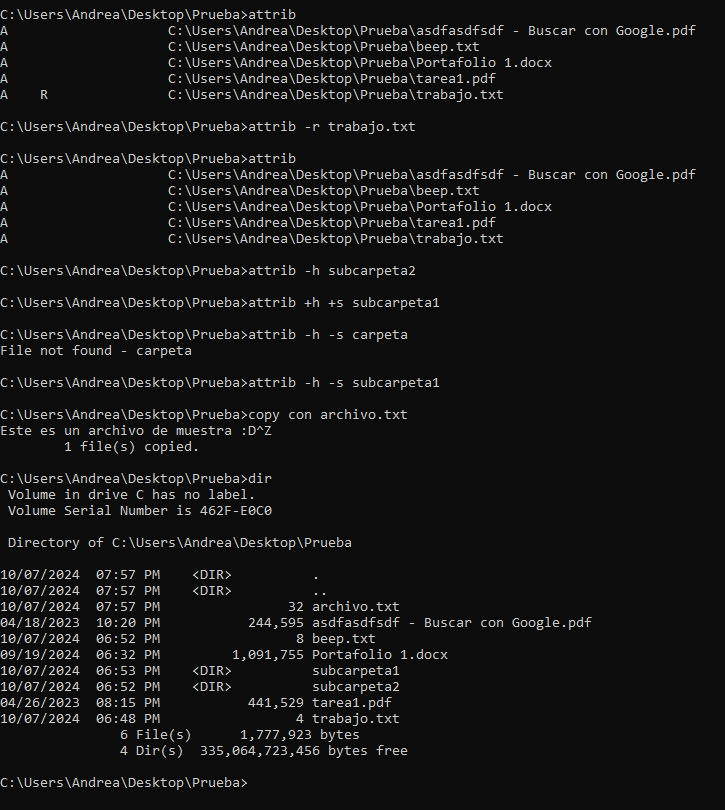 C:\Users\Andrea\Desktop\Prueba>attrib
A                    C:\Users\Andrea\Desktop\Prueba\asdfasdfsdf - Buscar con Google.pdf
A                    C:\Users\Andrea\Desktop\Prueba\beep.txt
A                    C:\Users\Andrea\Desktop\Prueba\Portafolio 1.docx
A                    C:\Users\Andrea\Desktop\Prueba\tarea1.pdf
A    R               C:\Users\Andrea\Desktop\Prueba\trabajo.txt

C:\Users\Andrea\Desktop\Prueba>attrib -r trabajo.txt

C:\Users\Andrea\Desktop\Prueba>attrib
A                    C:\Users\Andrea\Desktop\Prueba\asdfasdfsdf - Buscar con Google.pdf
A                    C:\Users\Andrea\Desktop\Prueba\beep.txt
A                    C:\Users\Andrea\Desktop\Prueba\Portafolio 1.docx
A                    C:\Users\Andrea\Desktop\Prueba\tarea1.pdf
A                    C:\Users\Andrea\Desktop\Prueba\trabajo.txt

C:\Users\Andrea\Desktop\Prueba>attrib -h subcarpeta2

C:\Users\Andrea\Desktop\Prueba>attrib +h +s subcarpeta1

C:\Users\Andrea\Desktop\Prueba>attrib -h -s carpeta
File not found - carpeta

C:\Users\Andrea\Desktop\Prueba>attrib -h -s subcarpeta1

C:\Users\Andrea\Desktop\Prueba>copy con archivo.txt
Este es un archivo de muestra :D^Z
        1 file(s) copied.

C:\Users\Andrea\Desktop\Prueba>dir
 Volume in drive C has no label.
 Volume Serial Number is 462F-E0C0

 Directory of C:\Users\Andrea\Desktop\Prueba

10/07/2024  07:57 PM    <DIR>          .
10/07/2024  07:57 PM    <DIR>          ..
10/07/2024  07:57 PM                32 archivo.txt
04/18/2023  10:20 PM           244,595 asdfasdfsdf - Buscar con Google.pdf
10/07/2024  06:52 PM                 8 beep.txt
09/19/2024  06:32 PM         1,091,755 Portafolio 1.docx
10/07/2024  06:53 PM    <DIR>          subcarpeta1
10/07/2024  06:52 PM    <DIR>          subcarpeta2
04/26/2023  08:15 PM           441,529 tarea1.pdf
10/07/2024  06:48 PM                 4 trabajo.txt
               6 File(s)      1,777,923 bytes
               4 Dir(s)  335,064,723,456 bytes free

C:\Users\Andrea\Desktop\Prueba>